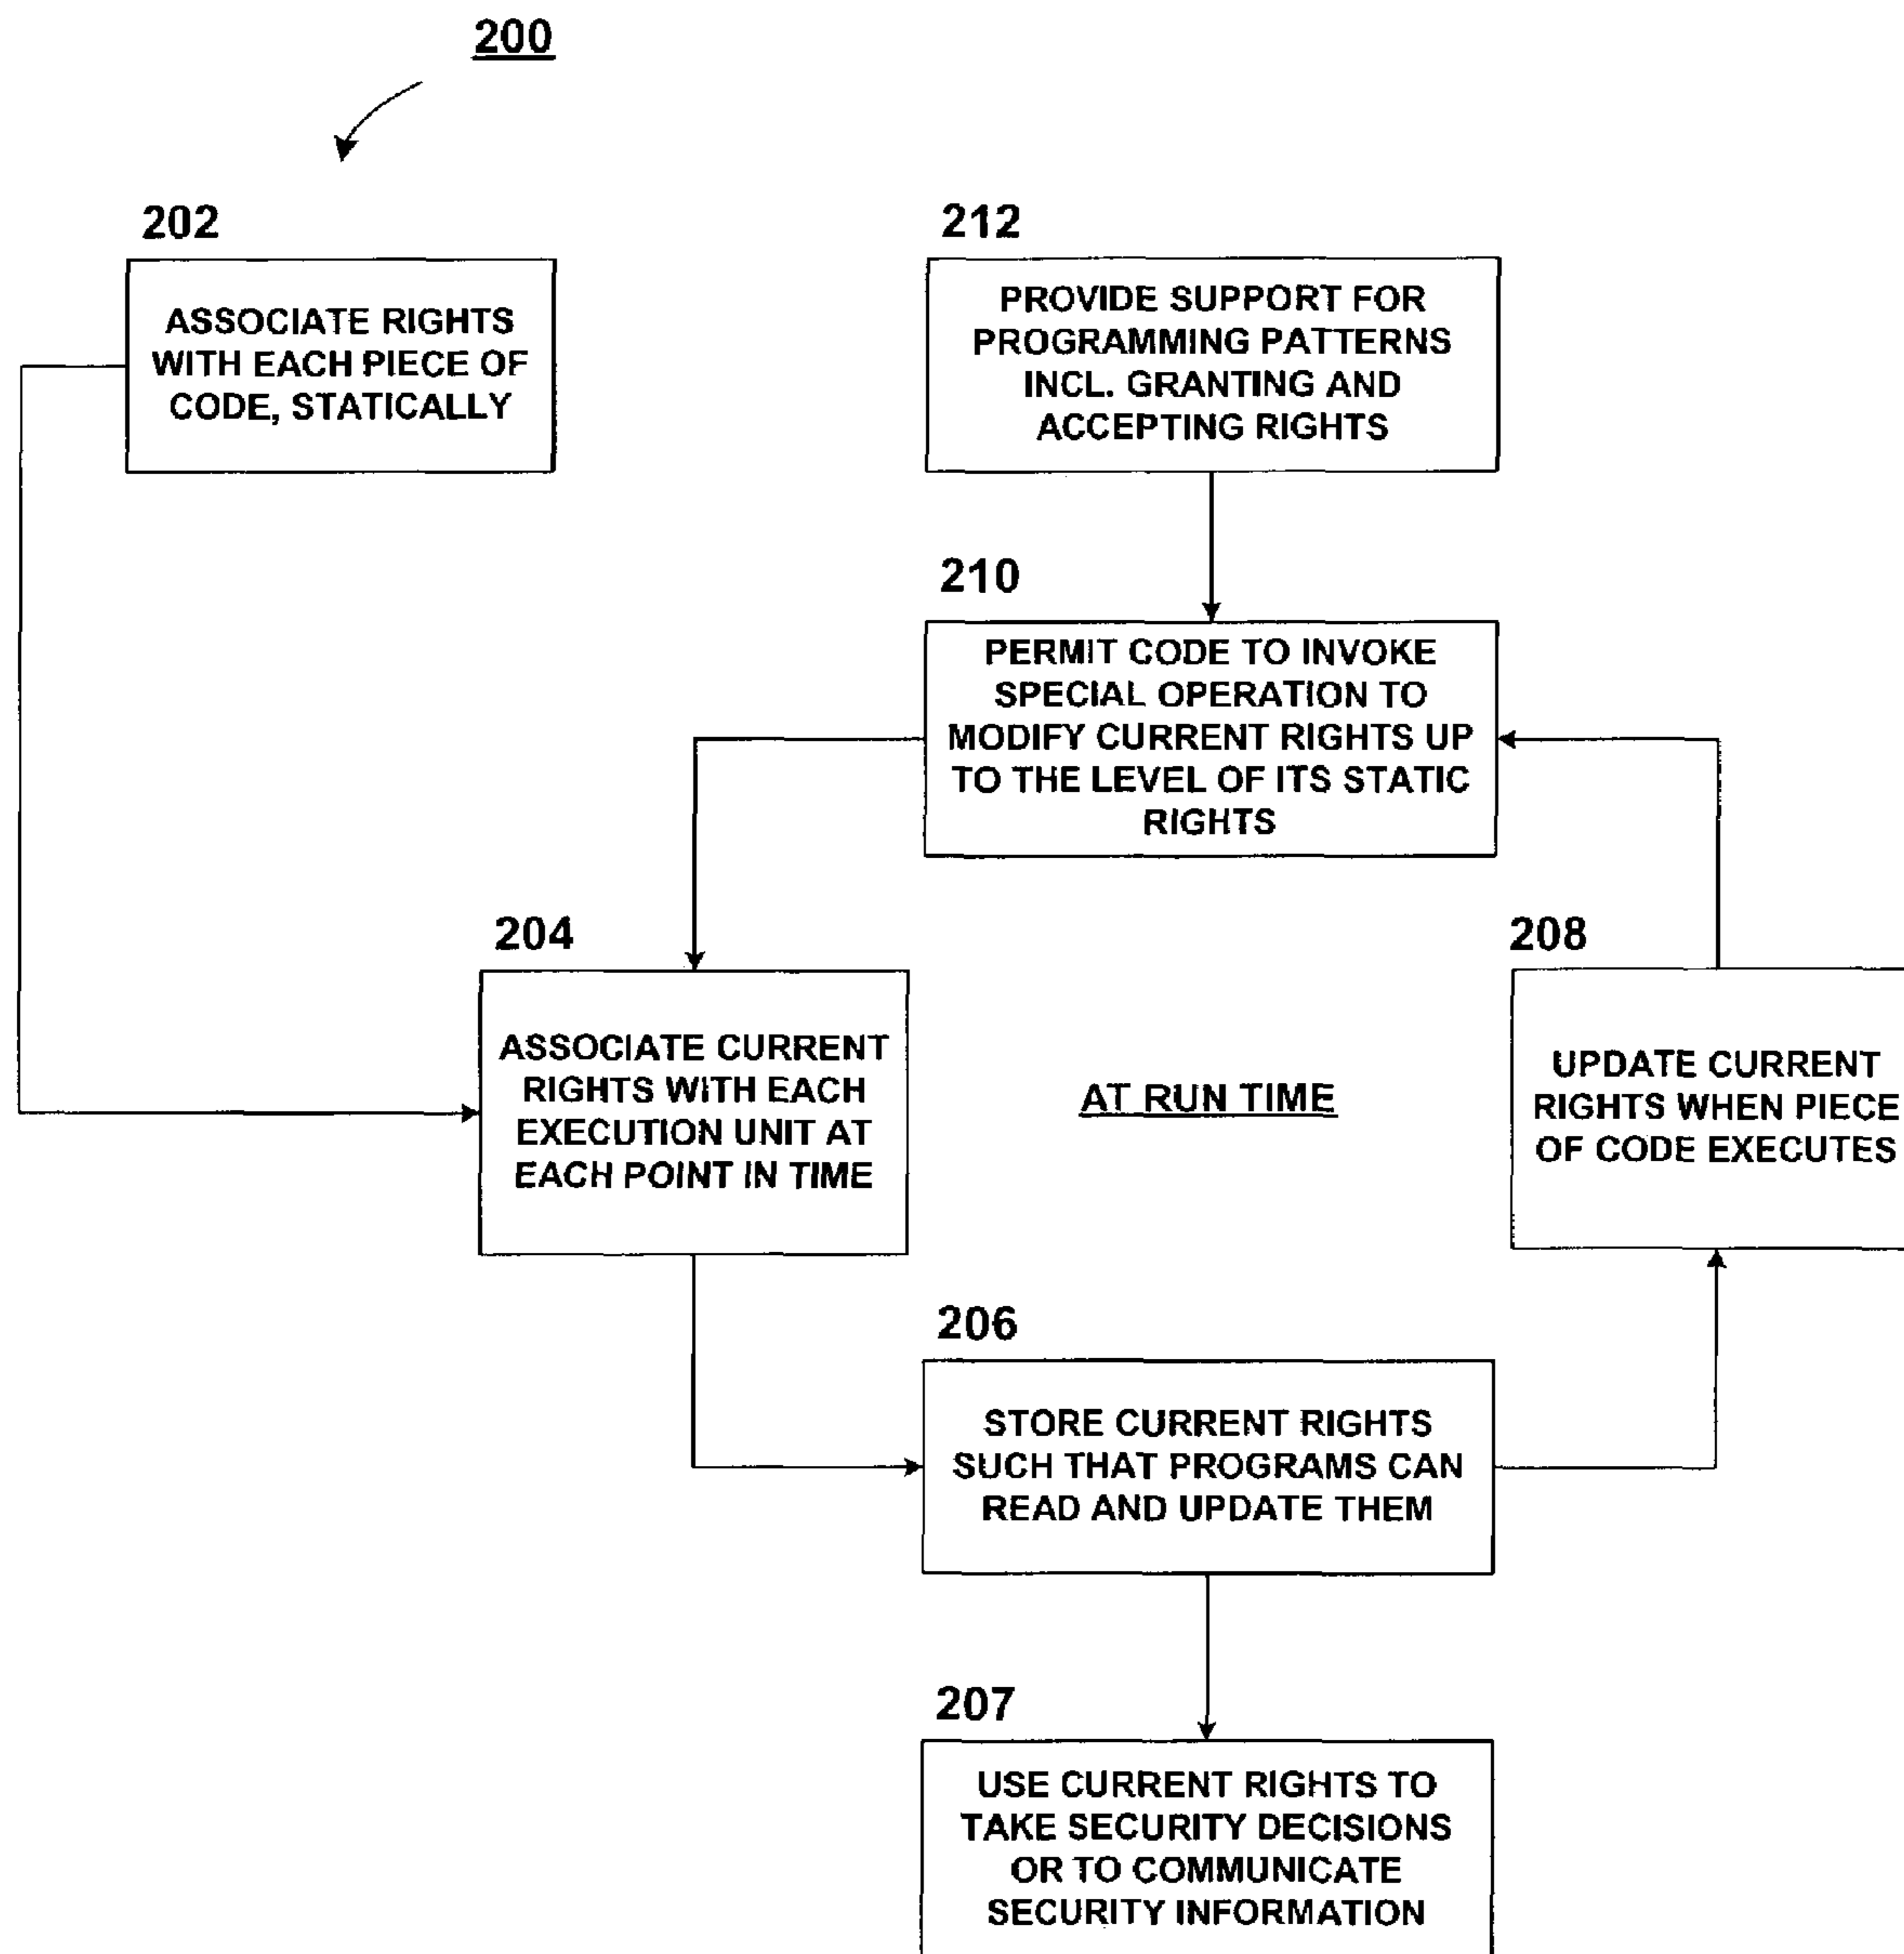 200
202
ASSOCIATE RIGHTS
WITH EACH PIECE OF
CODE, STATICALLY
212
PROVIDE SUPPORT FOR
PROGRAMMING PATTERNS
INCL. GRANTING AND
ACCEPTING RIGHTS
210
PERMIT CODE TO INVOKE
SPECIAL OPERATION TO
MODIFY CURRENT RIGHTS UP
TO THE LEVEL OF ITS STATIC
RIGHTS
204
ASSOCIATE CURRENT
RIGHTS WITH EACH
EXECUTION UNIT AT
EACH POINT IN TIME
AT RUN TIME
208
UPDATE CURRENT
RIGHTS WHEN PIECE
OF CODE EXECUTES
206
STORE CURRENT RIGHTS
SUCH THAT PROGRAMS CAN
READ AND UPDATE THEM
207
USE CURRENT RIGHTS TO
TAKE SECURITY DECISIONS
OR TO COMMUNICATE
SECURITY INFORMATION